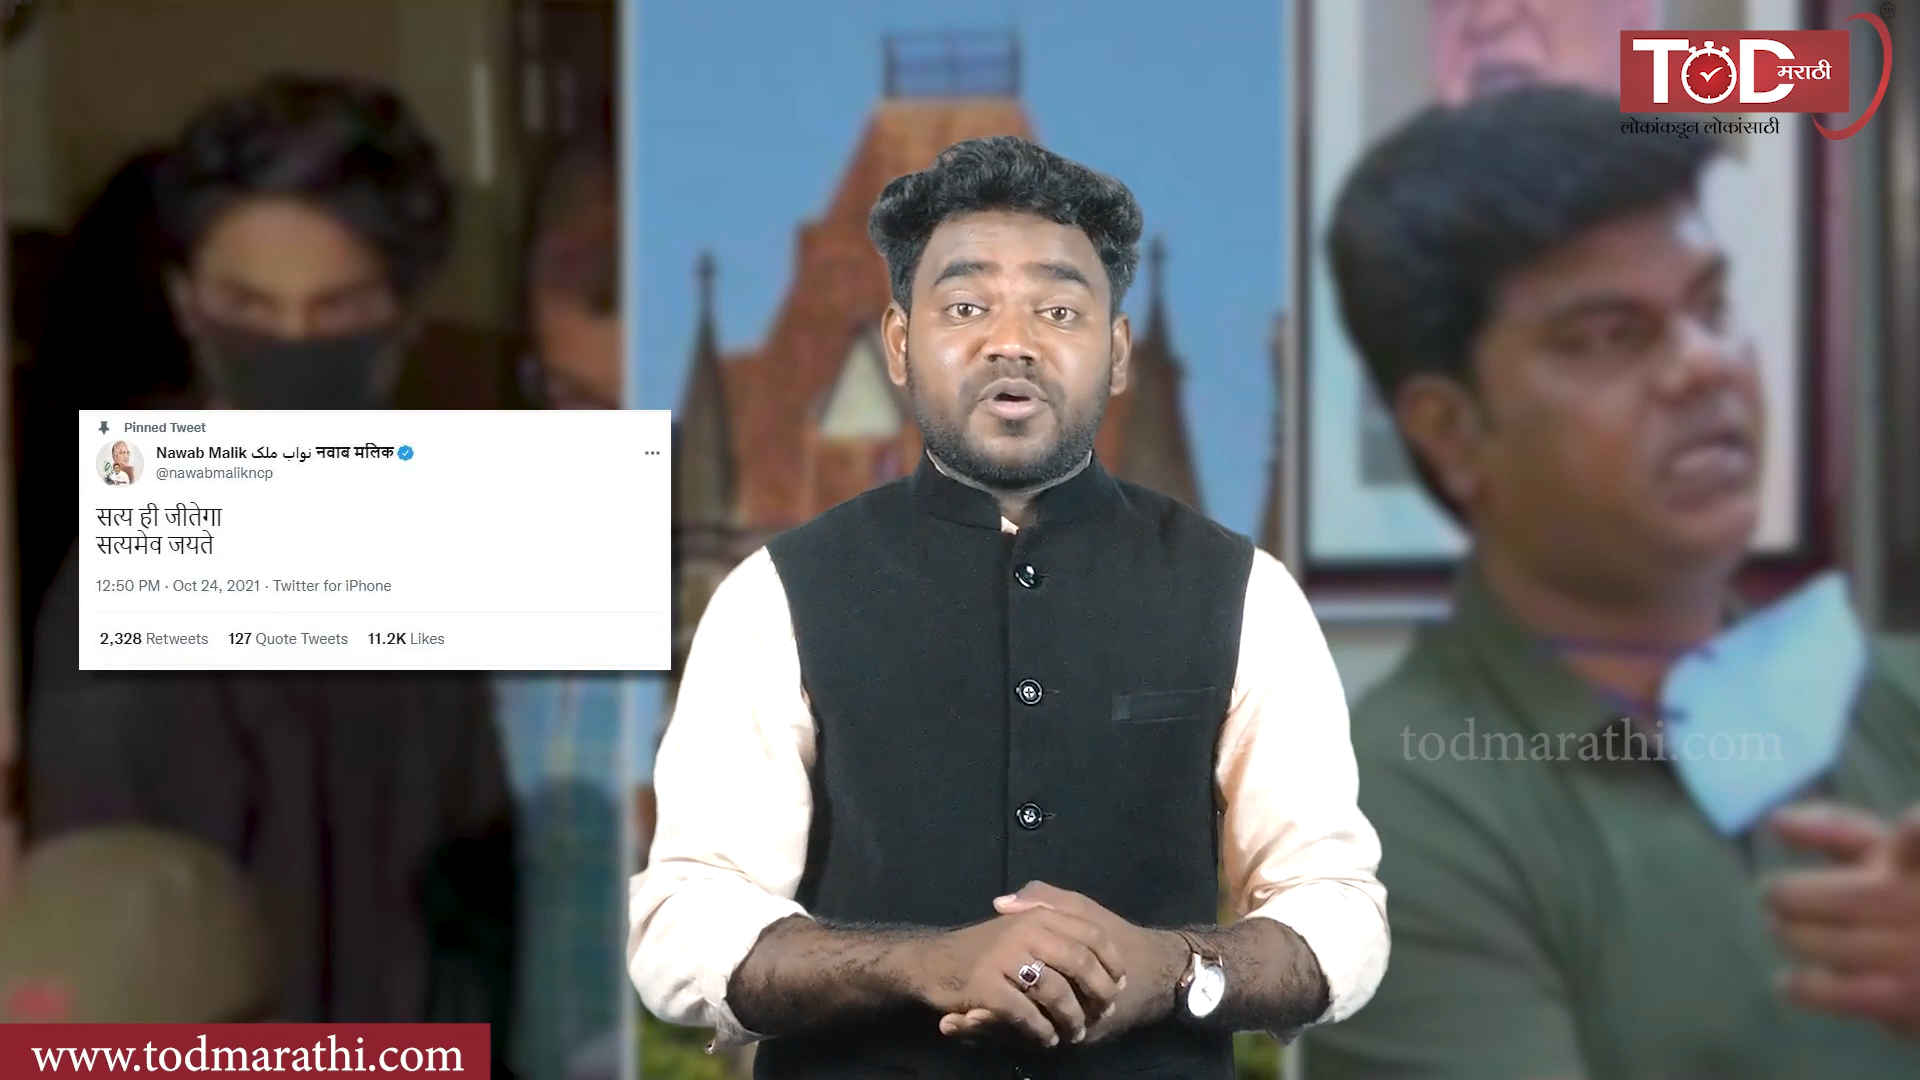 TOD मराठी
लोकांकडून लोकांसाठी
Pinned Tweet
Nawab Malik نواب ملک नवाब मलिक
@nawabmalikncp
सत्य ही जीतेगा
सत्यमेव जयते
12:50 PM · Oct 24, 2021 · Twitter for iPhone
2,328 Retweets 127 Quote Tweets 11.2K Likes
todmarathi.com
www.todmarathi.com